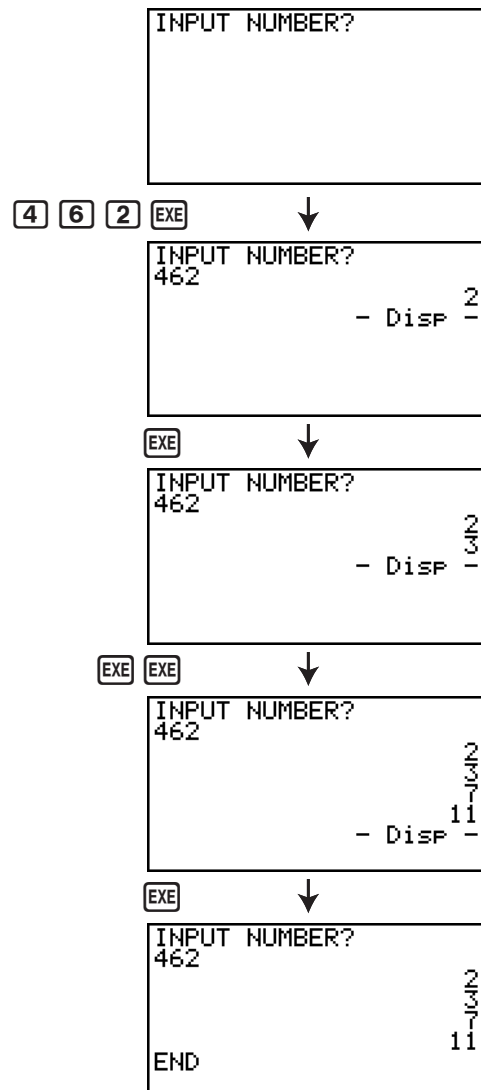 INPUT NUMBER?
4 6 2 EXE
INPUT NUMBER?
462
2
- Disp -
EXE
INPUT NUMBER?
462
2
3
- Disp -
EXE EXE
INPUT NUMBER?
462
2
3
7
11
- Disp -
EXE
INPUT NUMBER?
462
2
3
7
11
END